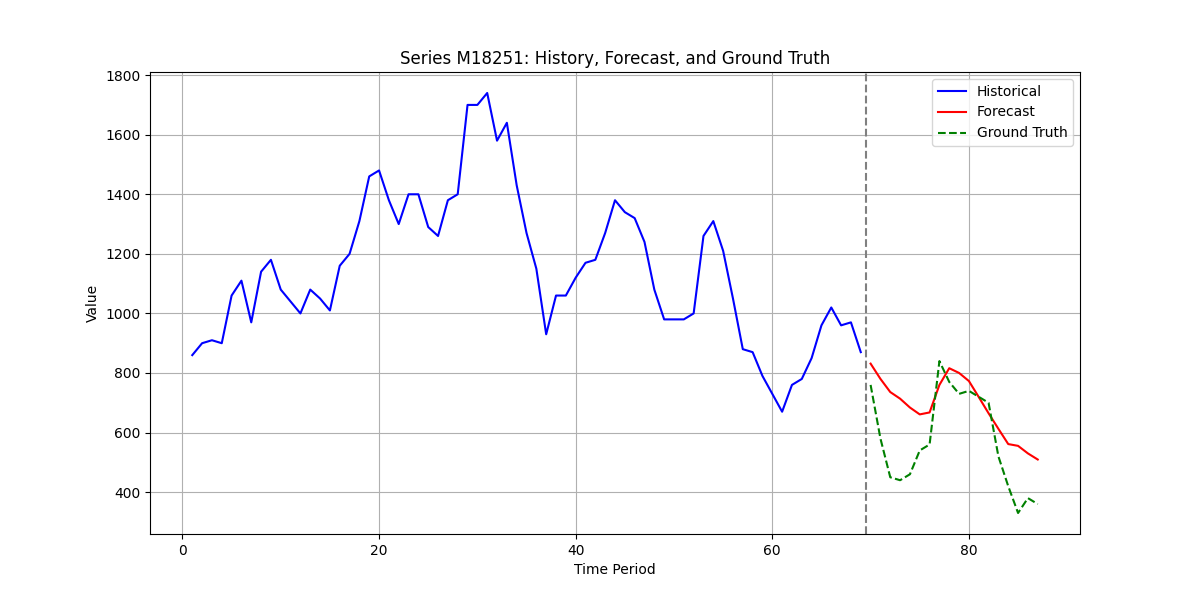 Series M18251: History, Forecast, and Ground Truth
Historical
Forecast
Ground Truth
Value
1800
1600
1400
1200
1000
800
600
400
0 20 40 60 80
Time Period